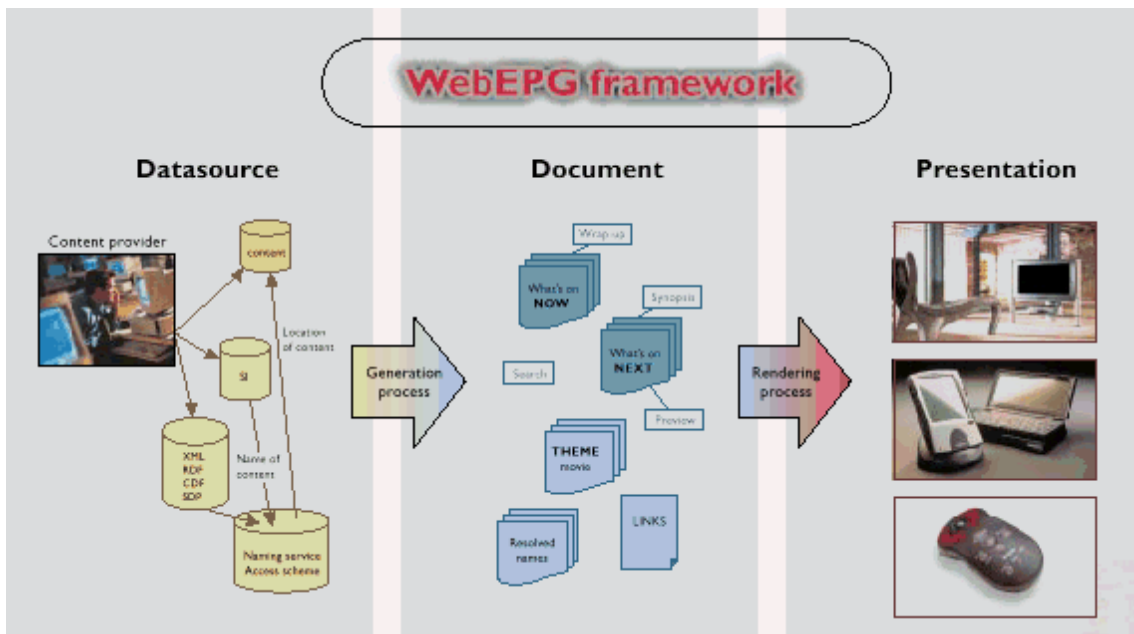 WebEPG framework
Datasource
Document
Presentation
Content provider
content
Location
of content
SI
XML
RDF
CDF
SDP
Name of
content
Naming service
Access scheme
Generation
process
Wrap-up
What's on
NOW
Synopsis
What's on
NEXT
Search
Preview
THEME
movie
Resolved
names
LINKS
Rendering
process